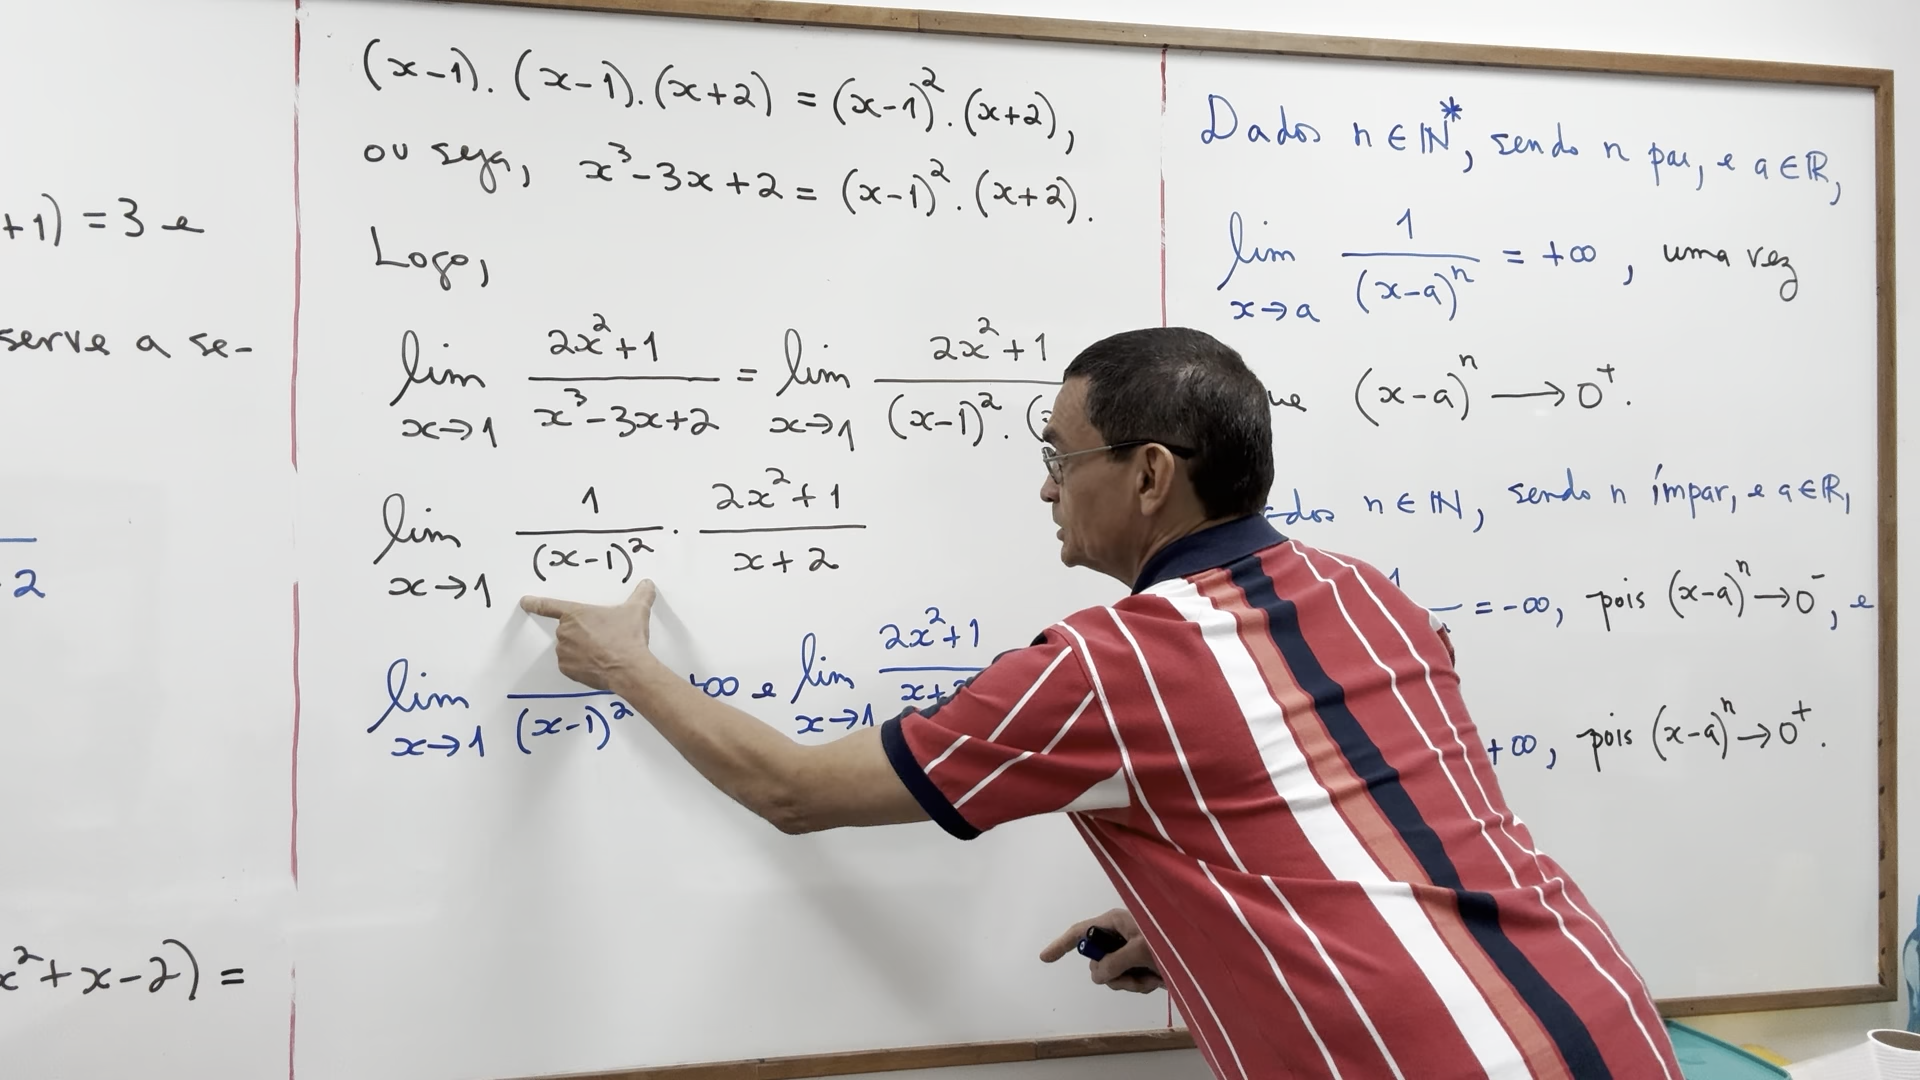 +1) = 3 e
serve a se-
2
x²+x-2) =
(x-1).(x-1).(x+2) = (x-1)².(x+2),
ou seja, x³-3x+2 = (x-1)².(x+2).
Logo,
lim x→1 (2x²+1)/(x³-3x+2) = lim x→1 (2x²+1)/((x-1)².(
lim x→1 1/(x-1)² . (2x²+1)/(x+2)
lim x→1 /(x-1)² +∞ e lim x→1 (2x²+1)/(x+
Dados n∈ℕ*, sendo n par, e a∈ℝ,
lim x→a 1/(x-a)ⁿ = +∞, uma vez
ue (x-a)ⁿ → 0⁺.
dos n∈ℕ, sendo n ímpar, e a∈ℝ,
1 = -∞, pois (x-a)ⁿ → 0⁻, e
+∞, pois (x-a)ⁿ → 0⁺.